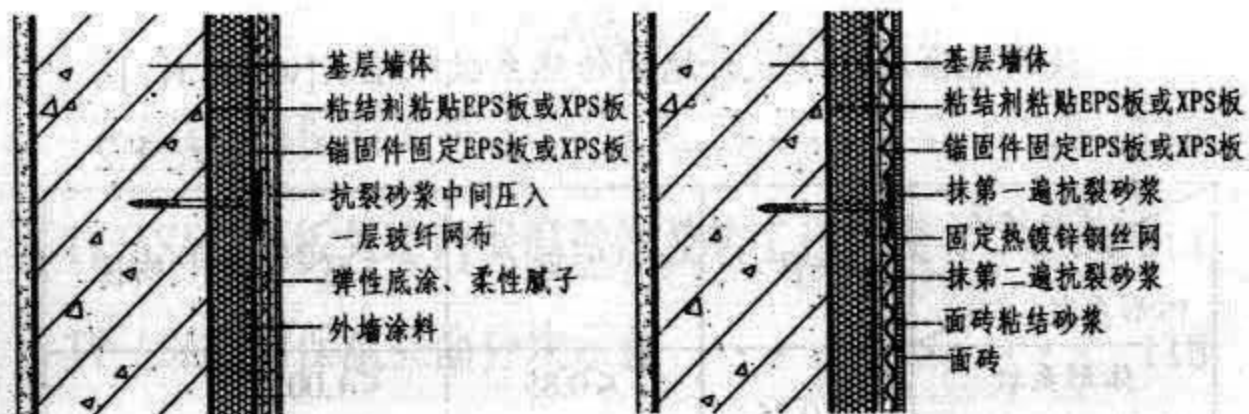 基层墙体
粘结剂粘贴EPS板或XPS板
锚固件固定EPS板或XPS板
抗裂砂浆中间压入
一层玻纤网布
弹性底涂、柔性腻子
外墙涂料
基层墙体
粘结剂粘贴EPS板或XPS板
锚固件固定EPS板或XPS板
抹第一遍抗裂砂浆
固定热镀锌钢丝网
抹第二遍抗裂砂浆
面砖粘结砂浆
面砖